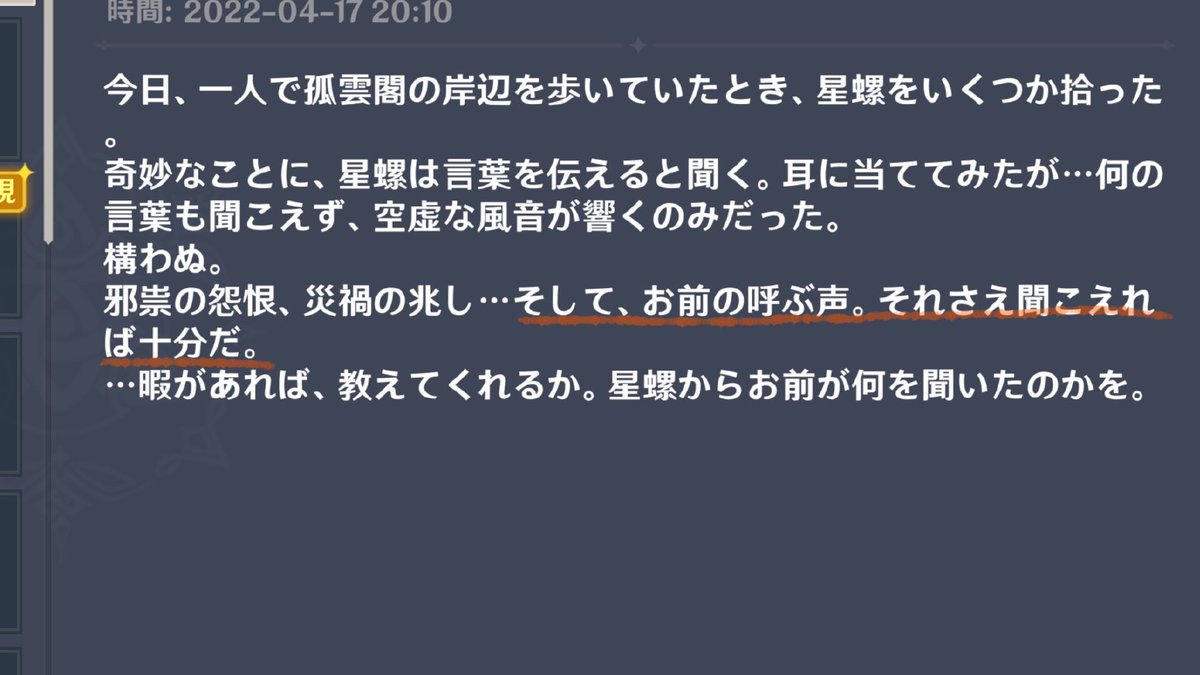 時間: 2022-04-17 20:10
今日、一人で孤雲閣の岸辺を歩いていたとき、星螺をいくつか拾った
。
奇妙なことに、星螺は言葉を伝えると聞く。耳に当ててみたが…何の
言葉も聞こえず、空虚な風音が響くのみだった。
構わぬ。
邪祟の怨恨、災禍の兆し…そして、お前の呼ぶ声。それさえ聞こえれ
ば十分だ。
…暇があれば、教えてくれるか。星螺からお前が何を聞いたのかを。
現